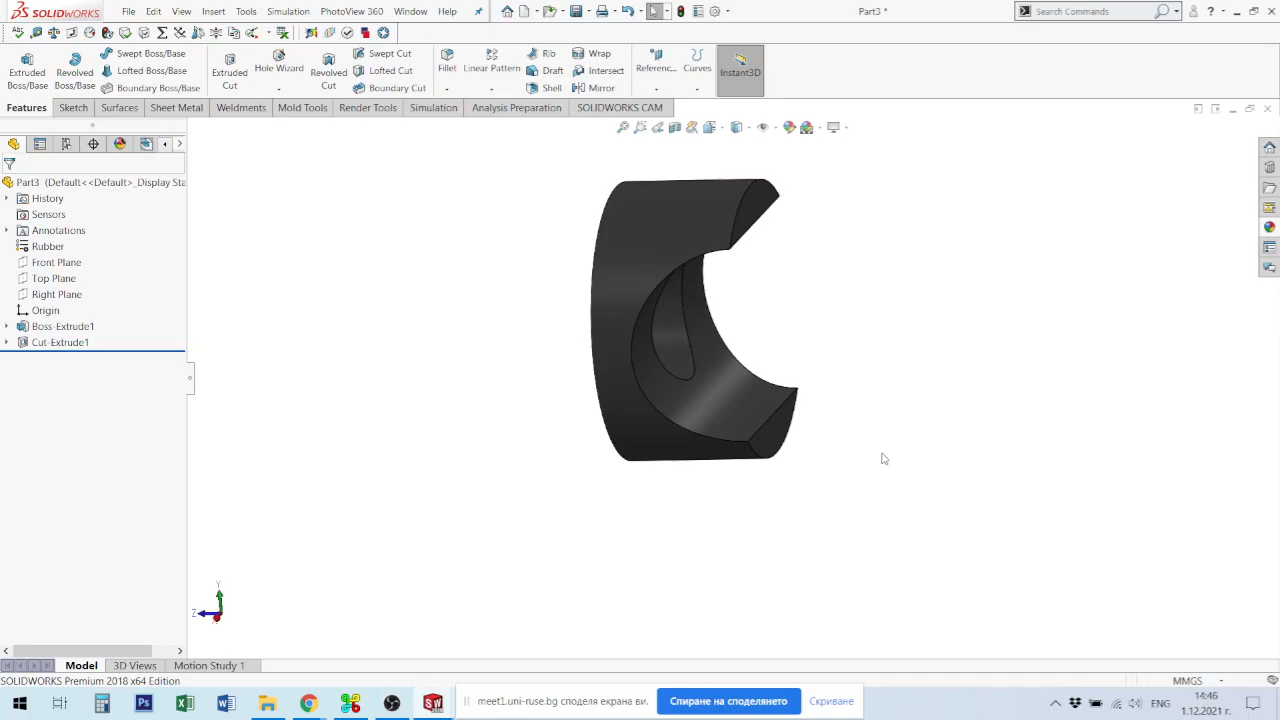 SOLIDWORKS
File Edit View Insert Tools Simulation PhotoView 360 Window Help
Part3 *
Search Commands
Extruded Boss/Base
Revolved Boss/Base
Swept Boss/Base
Lofted Boss/Base
Boundary Boss/Base
Extruded Cut
Hole Wizard
Revolved Cut
Swept Cut
Lofted Cut
Boundary Cut
Fillet
Linear Pattern
Rib
Draft
Shell
Wrap
Intersect
Mirror
Referenc...
Curves
Instant3D
Features Sketch Surfaces Sheet Metal Weldments Mold Tools Render Tools Simulation Analysis Preparation SOLIDWORKS CAM
Part3 (Default<<Default>_Display Sta
History
Sensors
Annotations
Rubber
Front Plane
Top Plane
Right Plane
Origin
Boss-Extrude1
Cut-Extrude1
Y
Z
Model 3D Views Motion Study 1
SOLIDWORKS Premium 2018 x64 Edition
MMGS
meet1.uni-ruse.bg споделя екрана ви.
Спиране на споделянето
Скриване
ЕНГ
14:46
1.12.2021 г.